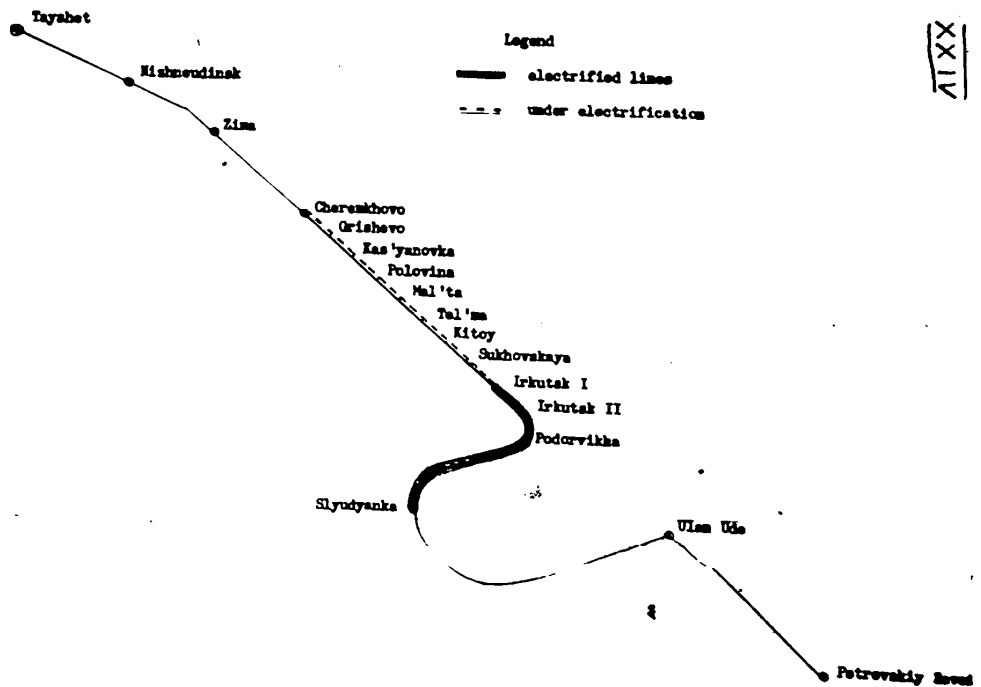 Tayshet
Legend
XXIV
Nizhneudinsk
electrified lines
under electrification
Zima
Cheremkhovo
Grishevo
Kas'yanovka
Polovina
Mal'ta
Tel'ma
Kitoy
Sukhovskaya
Irkutsk I
Irkutsk II
Podorvikha
Slyudyanka
Ulan Ude
Petrovskiy Zavod